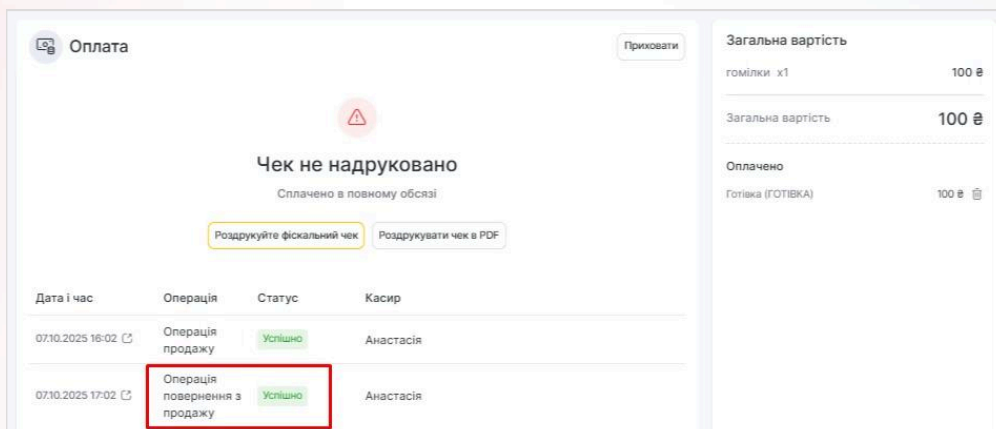 Оплата
Приховати
Чек не надруковано
Сплачено в повному обсязі
Роздрукуйте фіскальний чек
Роздрукувати чек в PDF
Дата і час Операція Статус Касир
07.10.2025 16:02 Операція продажу Успішно Анастасія
07.10.2025 17:02 Операція повернення з продажу Успішно Анастасія
Загальна вартість
гомілки x1 100 ₴
Загальна вартість 100 ₴
Оплачено
Готівка (ГОТІВКА) 100 ₴